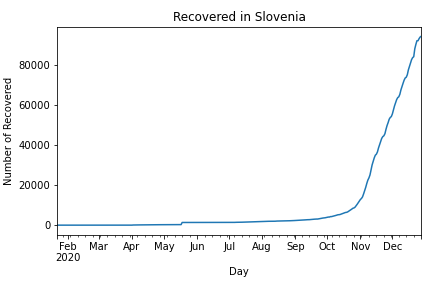 Recovered in Slovenia
Number of Recovered
80000
60000
40000
20000
0
Feb Mar Apr May Jun Jul Aug Sep Oct Nov Dec
2020
Day